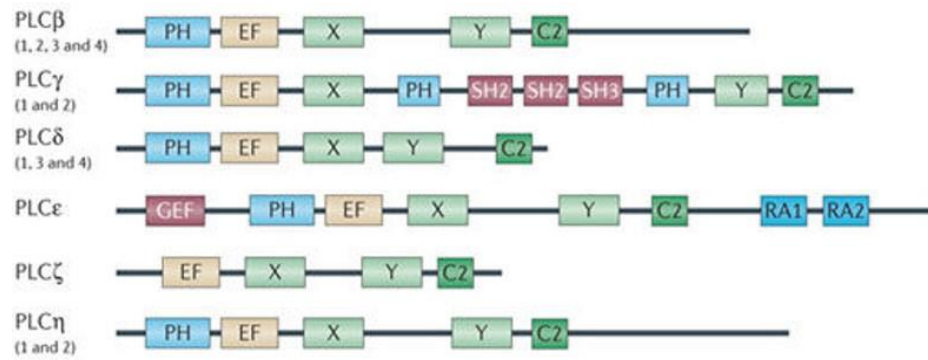 PLCβ
(1, 2, 3 and 4)
PH EF X Y C2
PLCγ
(1 and 2)
PH EF X PH SH2 SH2 SH3 PH Y C2
PLCδ
(1, 3 and 4)
PH EF X Y C2
PLCε
GEF PH EF X Y C2 RA1 RA2
PLCζ
EF X Y C2
PLCη
(1 and 2)
PH EF X Y C2